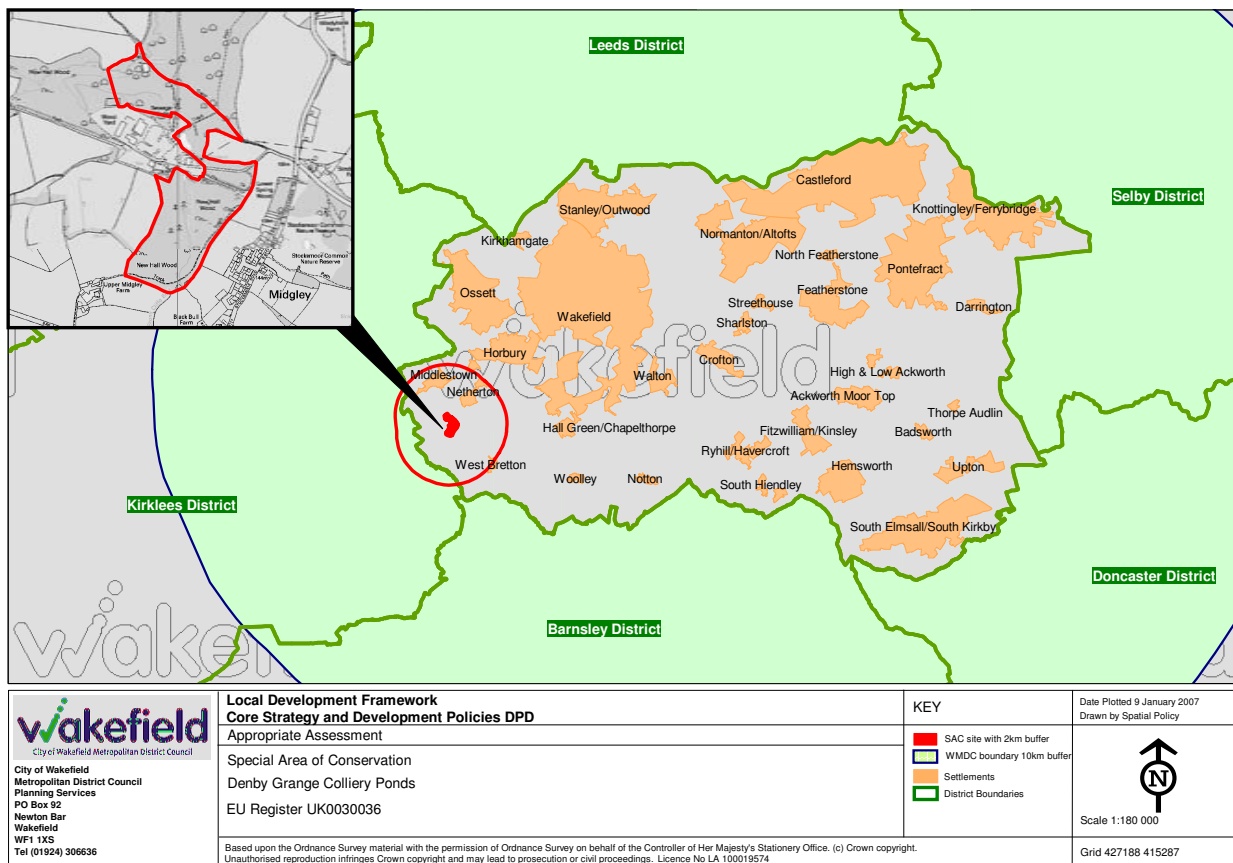 Leeds District
Selby District
Kirklees District
Barnsley District
Doncaster District
Castleford
Stanley/Outwood
Knottingley/Ferrybridge
Kirkhamgate
Normanton/Altofts
North Featherstone
Pontefract
Ossett
Featherstone
Streethouse
Darrington
Wakefield
Sharlston
Horbury
Crofton
Walton
High & Low Ackworth
Middlestown
Netherton
Ackworth Moor Top
Thorpe Audlin
Hall Green/Chapelthorpe
Fitzwilliam/Kinsley
Badsworth
Ryhill/Havercroft
West Bretton
Hemsworth
Upton
Woolley
Notton
South Hiendley
South Elmsall/South Kirkby
wakefield
wake
New Hall Wood
New Hall Wood
New Hall Wood
Upper Midgley
Farm
Black Bull
Farm
Midgley
Stocksmoor Common
Nature Reserve
wakefield
City of Wakefield Metropolitan District Council
City of Wakefield
Metropolitan District Council
Planning Services
PO Box 92
Newton Bar
Wakefield
WF1 1XS
Tel (01924) 306636
Local Development Framework
Core Strategy and Development Policies DPD
Appropriate Assessment
Special Area of Conservation
Denby Grange Colliery Ponds
EU Register UK0030036
Based upon the Ordnance Survey material with the permission of Ordnance Survey on behalf of the Controller of Her Majesty's Stationery Office. (c) Crown copyright.
Unauthorised reproduction infringes Crown copyright and may lead to prosecution or civil proceedings. Licence No LA 100019574
KEY
SAC site with 2km buffer
WMDC boundary 10km buffer
Settlements
District Boundaries
Date Plotted 9 January 2007
Drawn by Spatial Policy
N
Scale 1:180 000
Grid 427188 415287